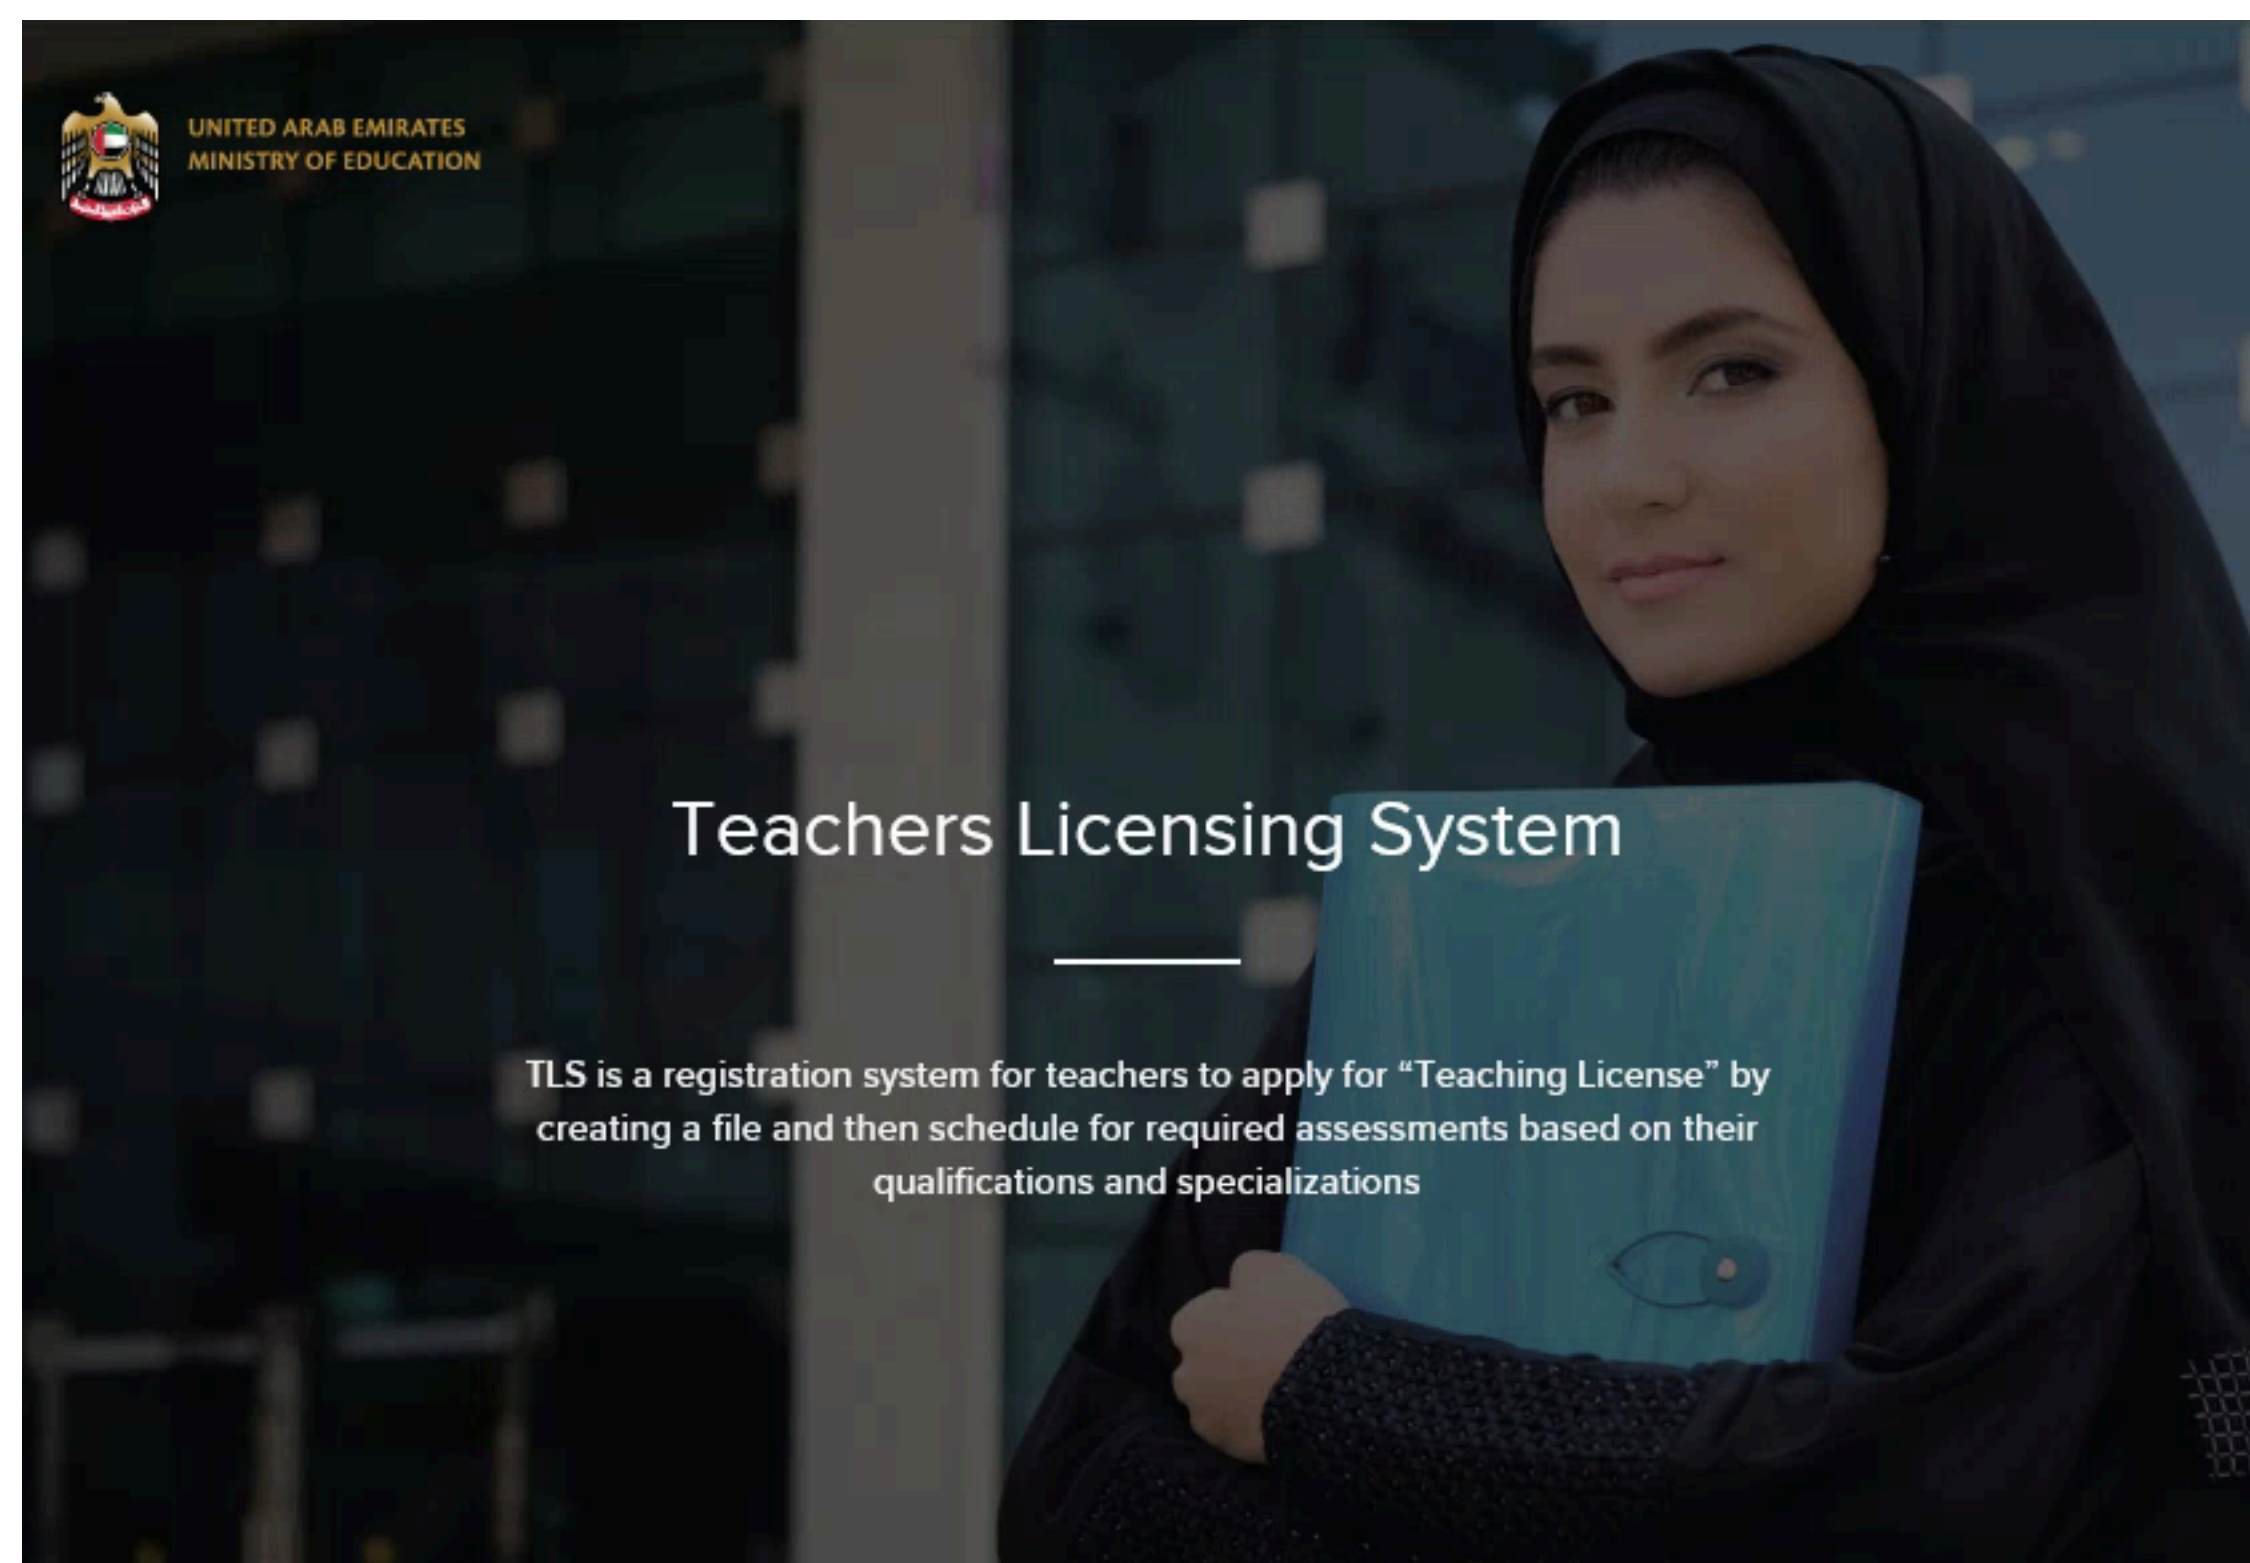 UNITED ARAB EMIRATES
MINISTRY OF EDUCATION
Teachers Licensing System
TLS is a registration system for teachers to apply for “Teaching License” by
creating a file and then schedule for required assessments based on their
qualifications and specializations